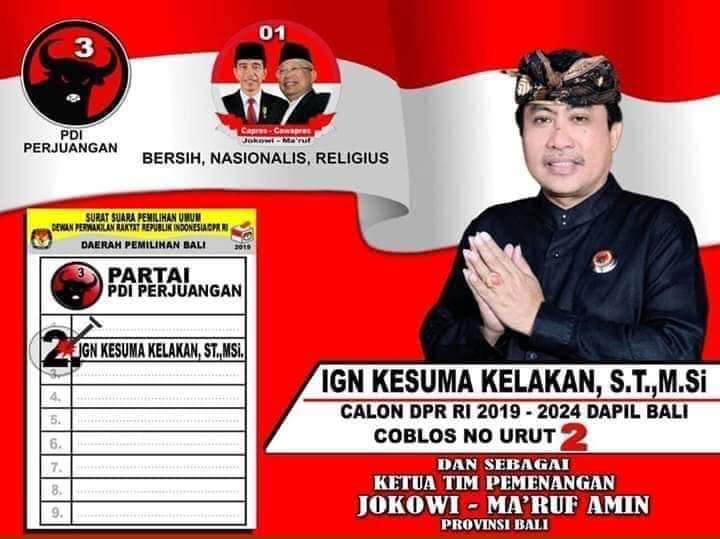 3
PDI
PERJUANGAN
01
Capres - Cawapres
Jokowi - Ma'ruf
BERSIH, NASIONALIS, RELIGIUS
SURAT SUARA PEMILIHAN UMUM
DEWAN PERWAKILAN RAKYAT REPUBLIK INDONESIA/DPR RI
DAERAH PEMILIHAN BALI
2019
3
PARTAI
PDI PERJUANGAN
2. IGN KESUMA KELAKAN, ST.,MSi.
3.
4.
5.
6.
7.
8.
9.
IGN KESUMA KELAKAN, S.T.,M.Si
CALON DPR RI 2019 - 2024 DAPIL BALI
COBLOS NO URUT 2
DAN SEBAGAI
KETUA TIM PEMENANGAN
JOKOWI - MA'RUF AMIN
PROVINSI BALI